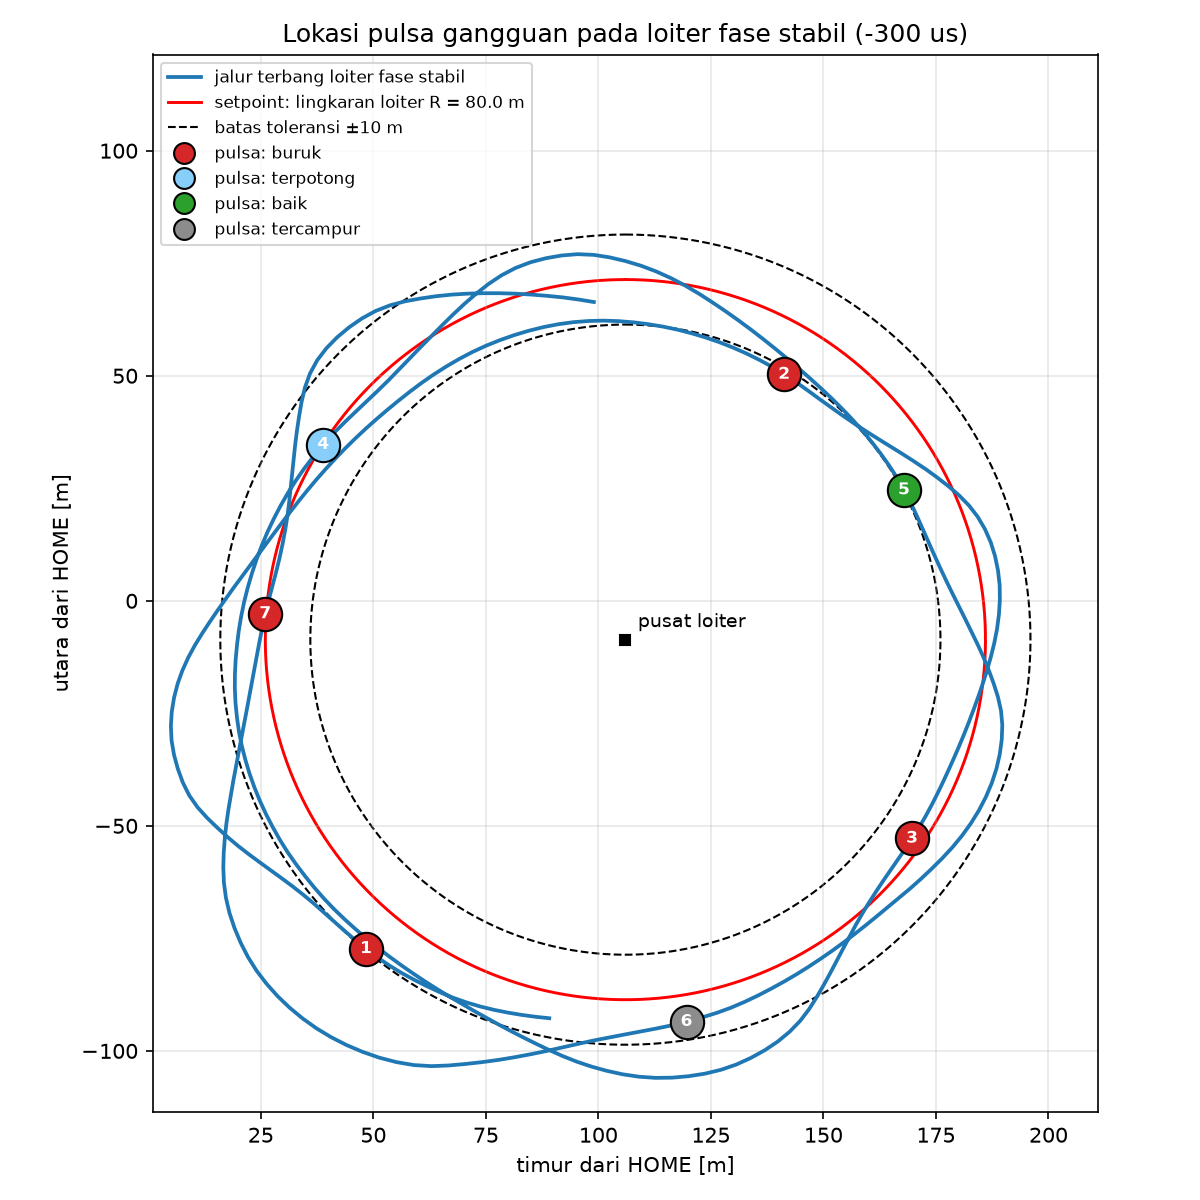 Lokasi pulsa gangguan pada loiter fase stabil (-300 us)
jalur terbang loiter fase stabil
setpoint: lingkaran loiter R = 80.0 m
batas toleransi ±10 m
pulsa: buruk
pulsa: terpotong
pulsa: baik
pulsa: tercampur
100
50
0
−50
−100
utara dari HOME [m]
2
4
5
7
pusat loiter
3
1
6
25
50
75
100
125
150
175
200
timur dari HOME [m]